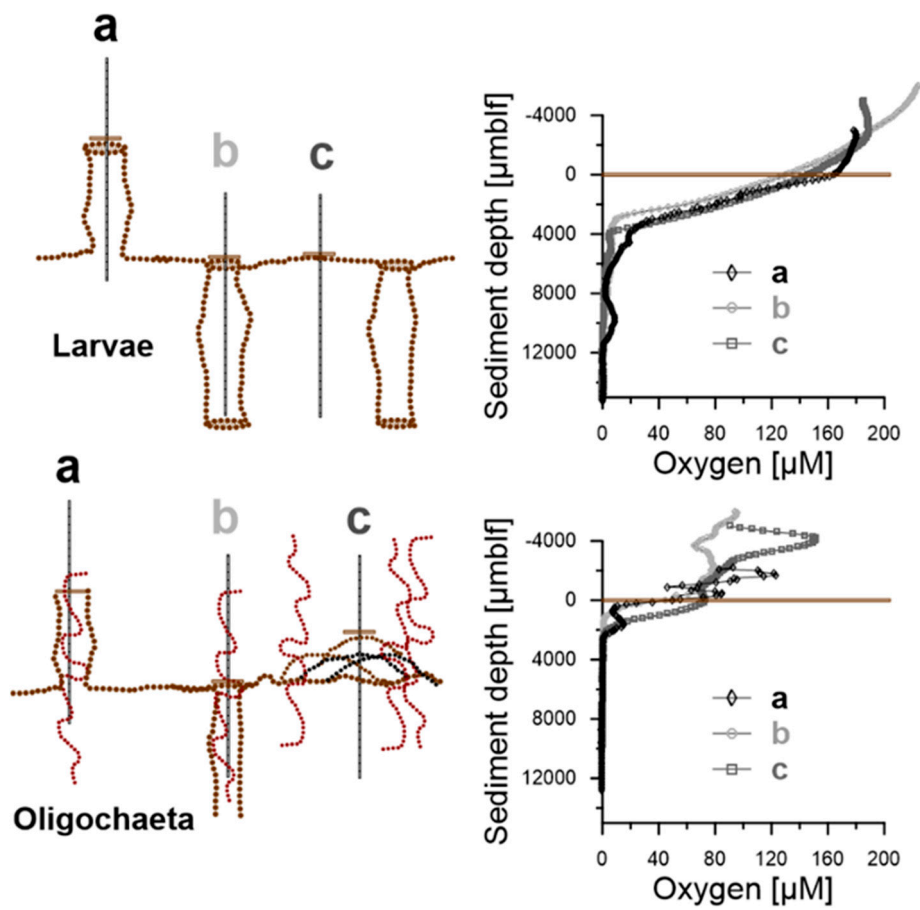 a
b
c
Larvae
Sediment depth [µmblf]
-4000
0
4000
8000
12000
a
b
c
0 40 80 120 160 200
Oxygen [µM]
a
b
c
Oligochaeta
Sediment depth [µmblf]
-4000
0
4000
8000
12000
a
b
c
0 40 80 120 160 200
Oxygen [µM]